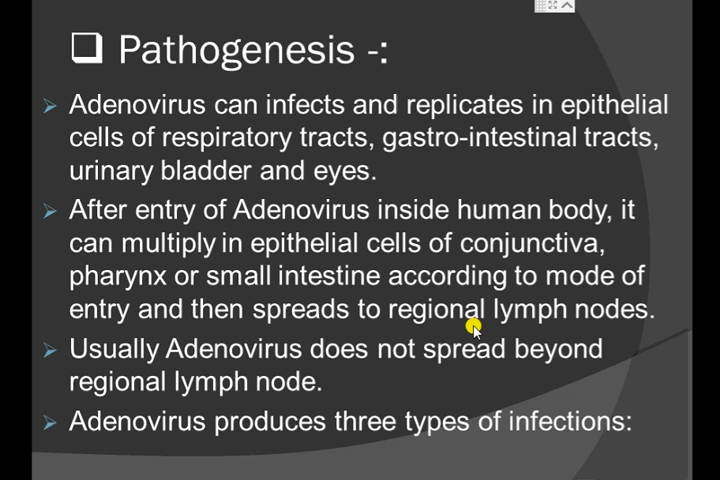 Pathogenesis -:
Adenovirus can infects and replicates in epithelial
cells of respiratory tracts, gastro-intestinal tracts,
urinary bladder and eyes.
After entry of Adenovirus inside human body, it
can multiply in epithelial cells of conjunctiva,
pharynx or small intestine according to mode of
entry and then spreads to regional lymph nodes.
Usually Adenovirus does not spread beyond
regional lymph node.
Adenovirus produces three types of infections: